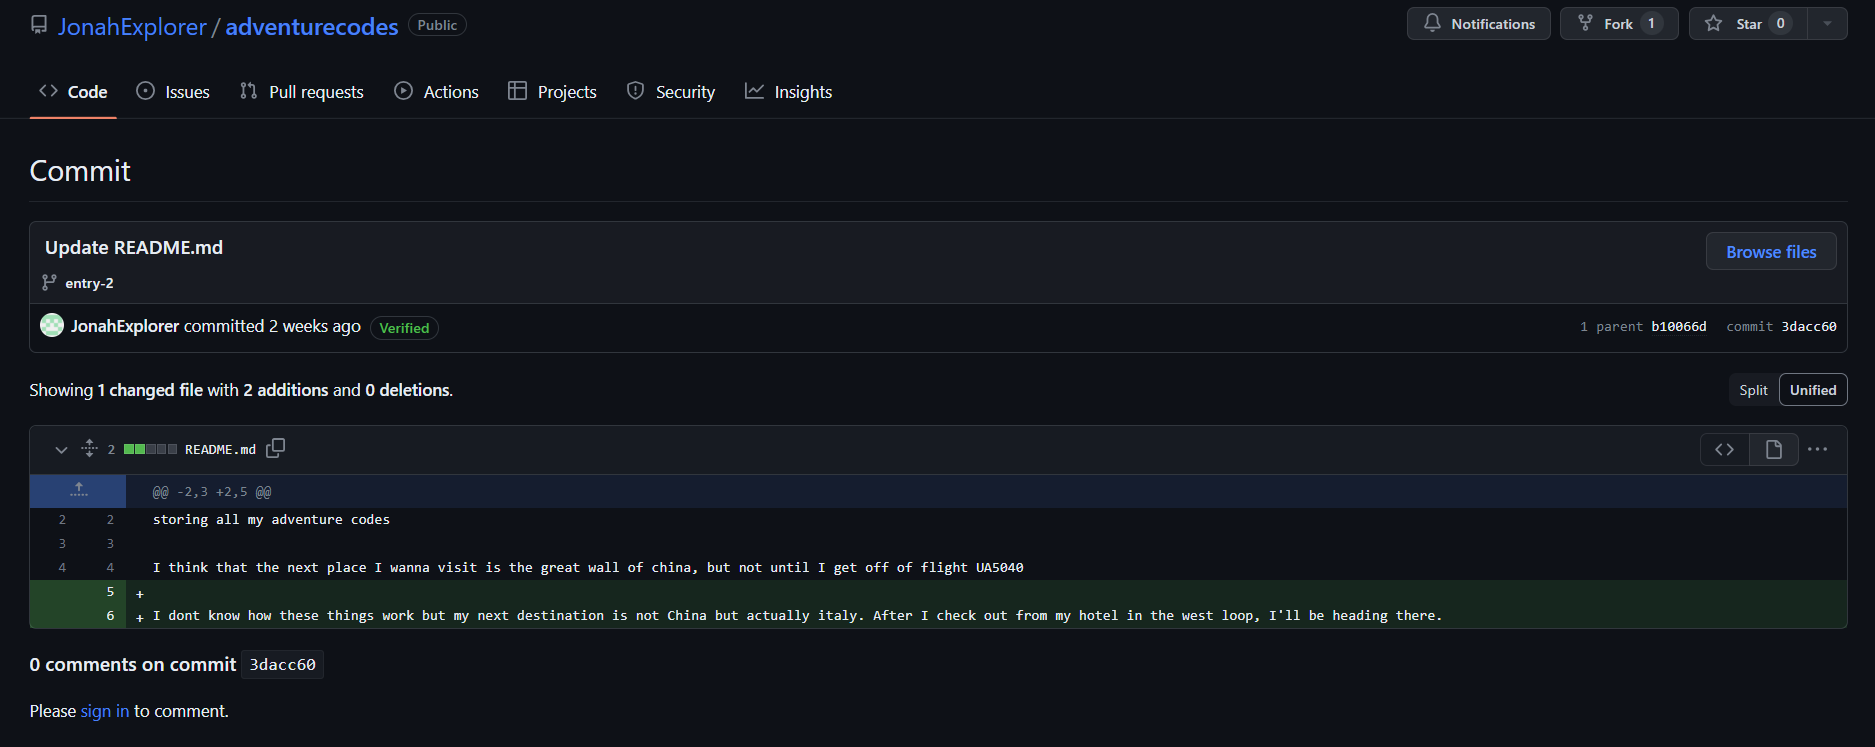 JonahExplorer / adventurecodes Public
Notifications Fork 1 Star 0
Code Issues Pull requests Actions Projects Security Insights
Commit
Update README.md
Browse files
entry-2
JonahExplorer committed 2 weeks ago Verified
1 parent b10066d commit 3dacc60
Showing 1 changed file with 2 additions and 0 deletions.
Split Unified
2 README.md
@@ -2,3 +2,5 @@
2 2 storing all my adventure codes
3 3
4 4 I think that the next place I wanna visit is the great wall of china, but not until I get off of flight UA5040
5 +
6 + I dont know how these things work but my next destination is not China but actually italy. After I check out from my hotel in the west loop, I'll be heading there.
0 comments on commit 3dacc60
Please sign in to comment.